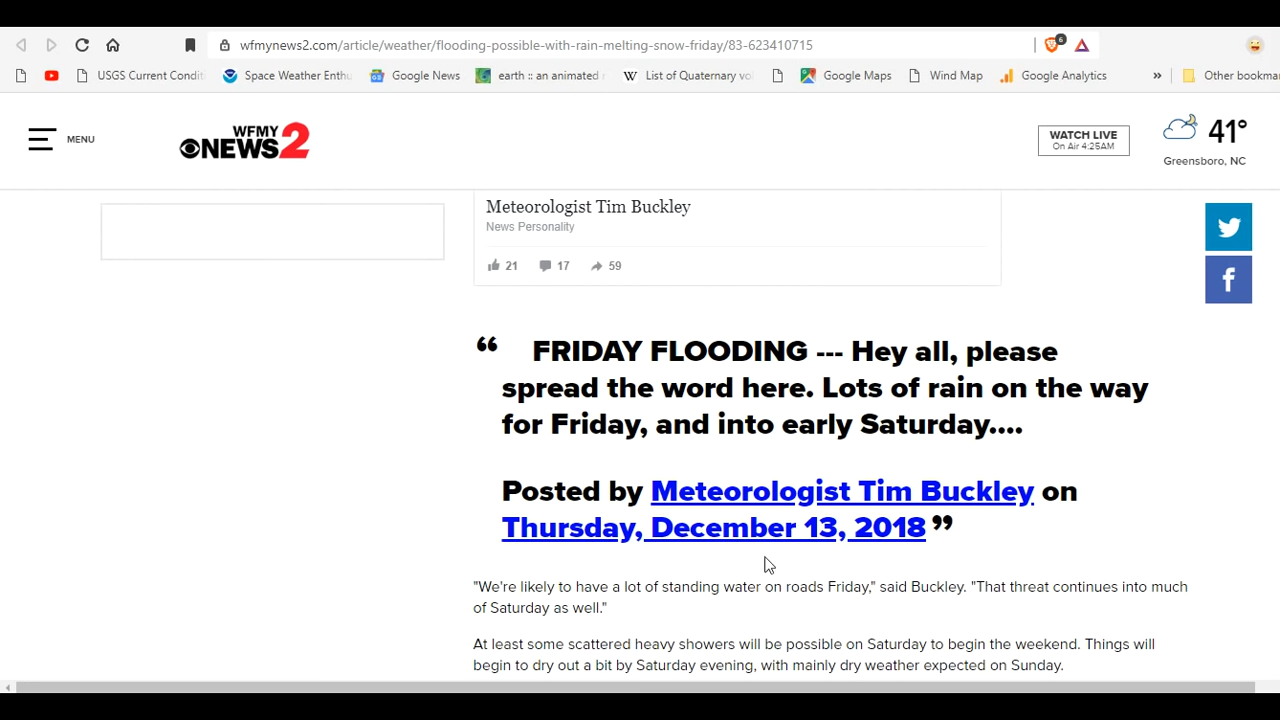 wfmynews2.com/article/weather/flooding-possible-with-rain-melting-snow-friday/83-623410715
6
USGS Current Condit
Space Weather Enthu
Google News
earth :: an animated
List of Quaternary vo
Google Maps
Wind Map
Google Analytics
»
Other bookma
MENU
WFMY
NEWS 2
WATCH LIVE
On Air 4:25AM
41°
Greensboro, NC
Meteorologist Tim Buckley
News Personality
21 17 59
“ FRIDAY FLOODING --- Hey all, please
spread the word here. Lots of rain on the way
for Friday, and into early Saturday....
Posted by Meteorologist Tim Buckley on
Thursday, December 13, 2018 ”
"We're likely to have a lot of standing water on roads Friday," said Buckley. "That threat continues into much
of Saturday as well."
At least some scattered heavy showers will be possible on Saturday to begin the weekend. Things will
begin to dry out a bit by Saturday evening, with mainly dry weather expected on Sunday.